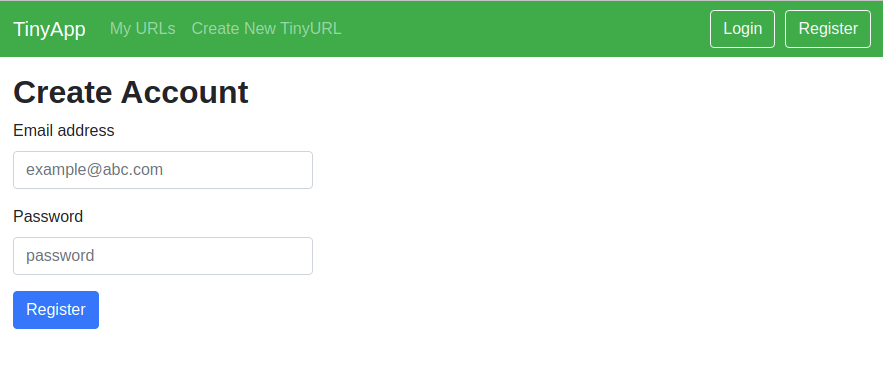 TinyApp My URLs Create New TinyURL Login Register
Create Account
Email address
example@abc.com
Password
password
Register